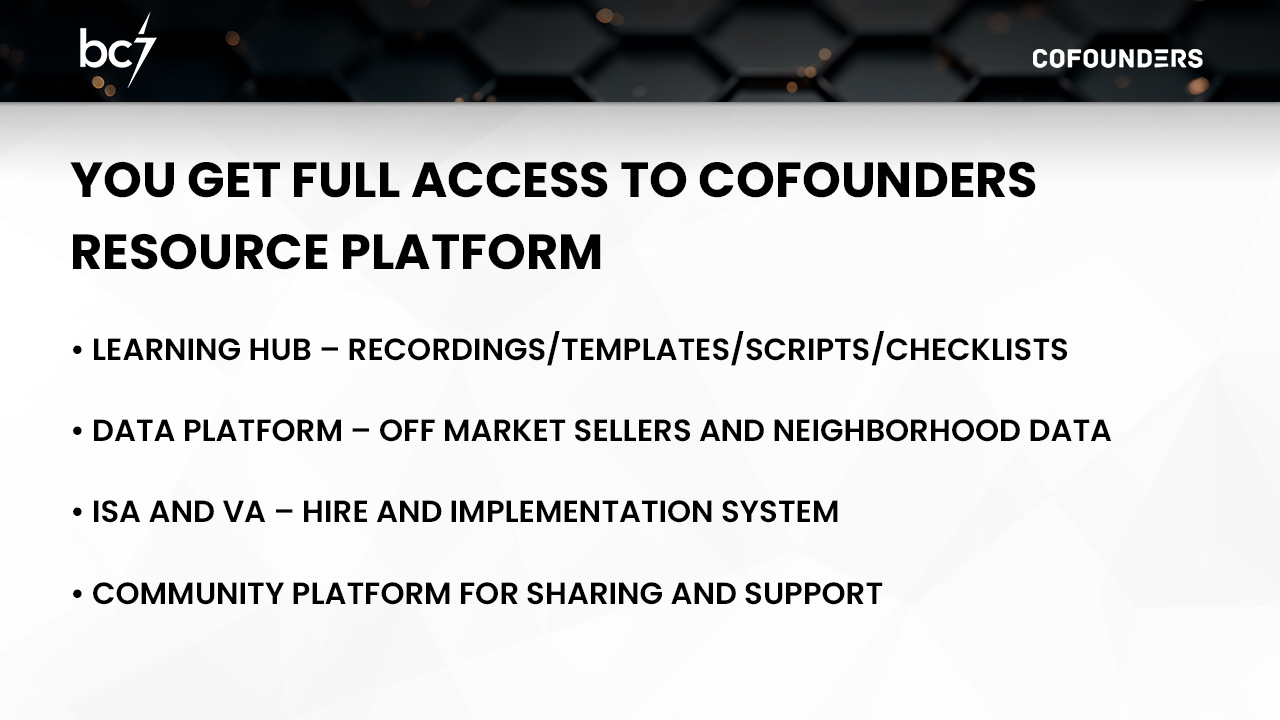 bc7
COFOUNDERS
YOU GET FULL ACCESS TO COFOUNDERS
RESOURCE PLATFORM
• LEARNING HUB – RECORDINGS/TEMPLATES/SCRIPTS/CHECKLISTS
• DATA PLATFORM – OFF MARKET SELLERS AND NEIGHBORHOOD DATA
• ISA AND VA – HIRE AND IMPLEMENTATION SYSTEM
• COMMUNITY PLATFORM FOR SHARING AND SUPPORT